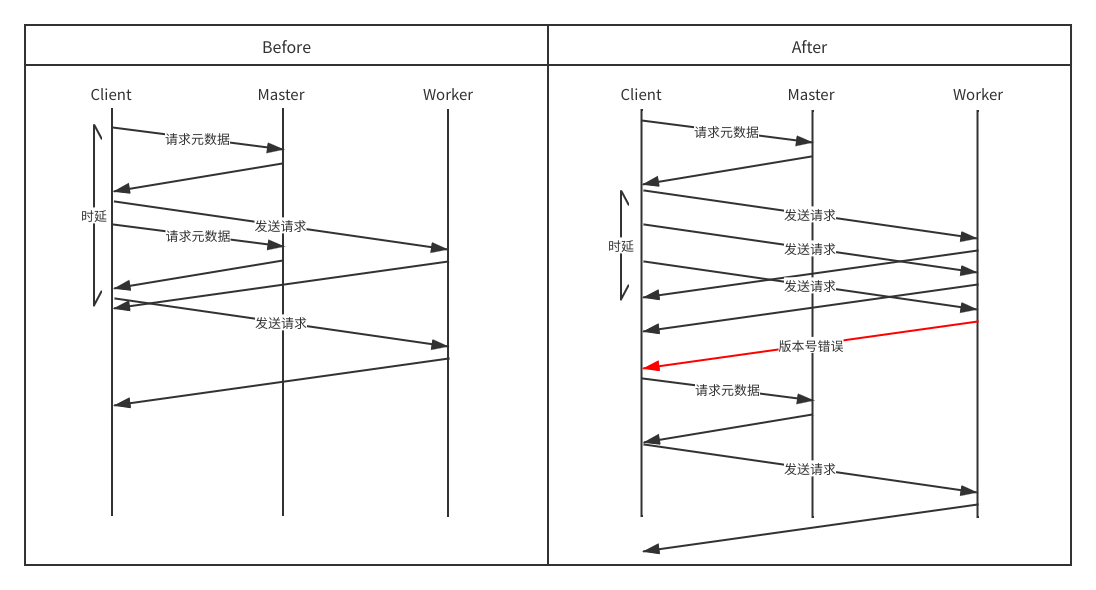 Before
Client
Master
Worker
请求元数据
时延
发送请求
请求元数据
发送请求
After
Client
Master
Worker
请求元数据
发送请求
时延
发送请求
发送请求
版本号错误
请求元数据
发送请求